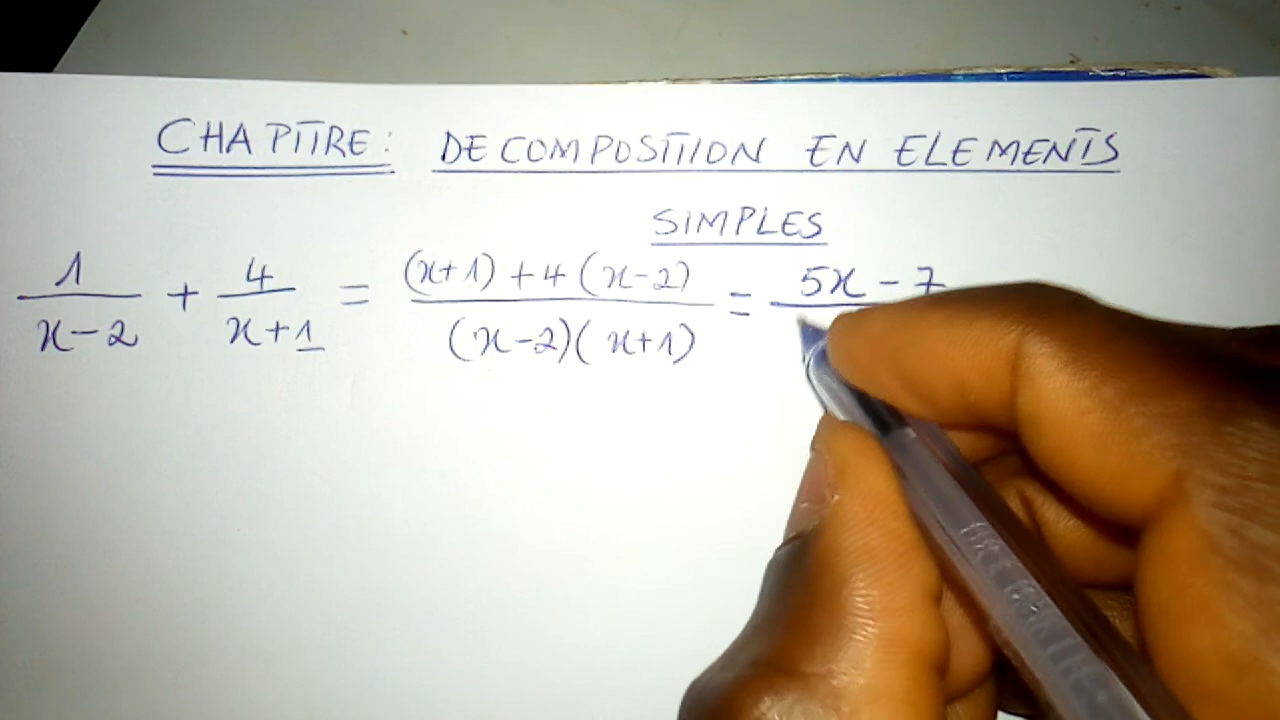 CHAPITRE: DECOMPOSITION EN ELEMENTS
SIMPLES
1/(x-2) + 4/(x+1) = ((x+1)+4(x-2))/((x-2)(x+1)) = 5x-7